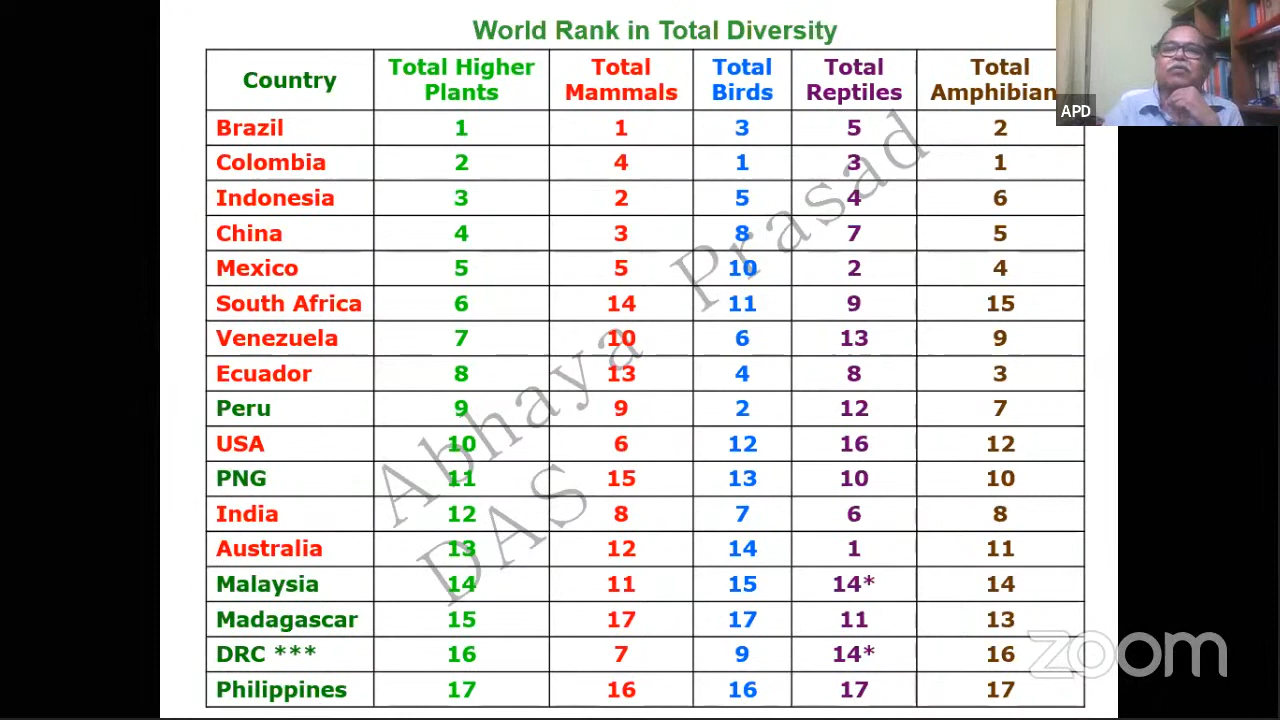 World Rank in Total Diversity
Country Total Higher Plants Total Mammals Total Birds Total Reptiles Total Amphibian
Brazil 1 1 3 5 2
Colombia 2 4 1 3 1
Indonesia 3 2 5 4 6
China 4 3 8 7 5
Mexico 5 5 10 2 4
South Africa 6 14 11 9 15
Venezuela 7 10 6 13 9
Ecuador 8 13 4 8 3
Peru 9 9 2 12 7
USA 10 6 12 16 12
PNG 11 15 13 10 10
India 12 8 7 6 8
Australia 13 12 14 1 11
Malaysia 14 11 15 14* 14
Madagascar 15 17 17 11 13
DRC *** 16 7 9 14* 16
Philippines 17 16 16 17 17
Abhaya Prasad
DAS
APD
zoom